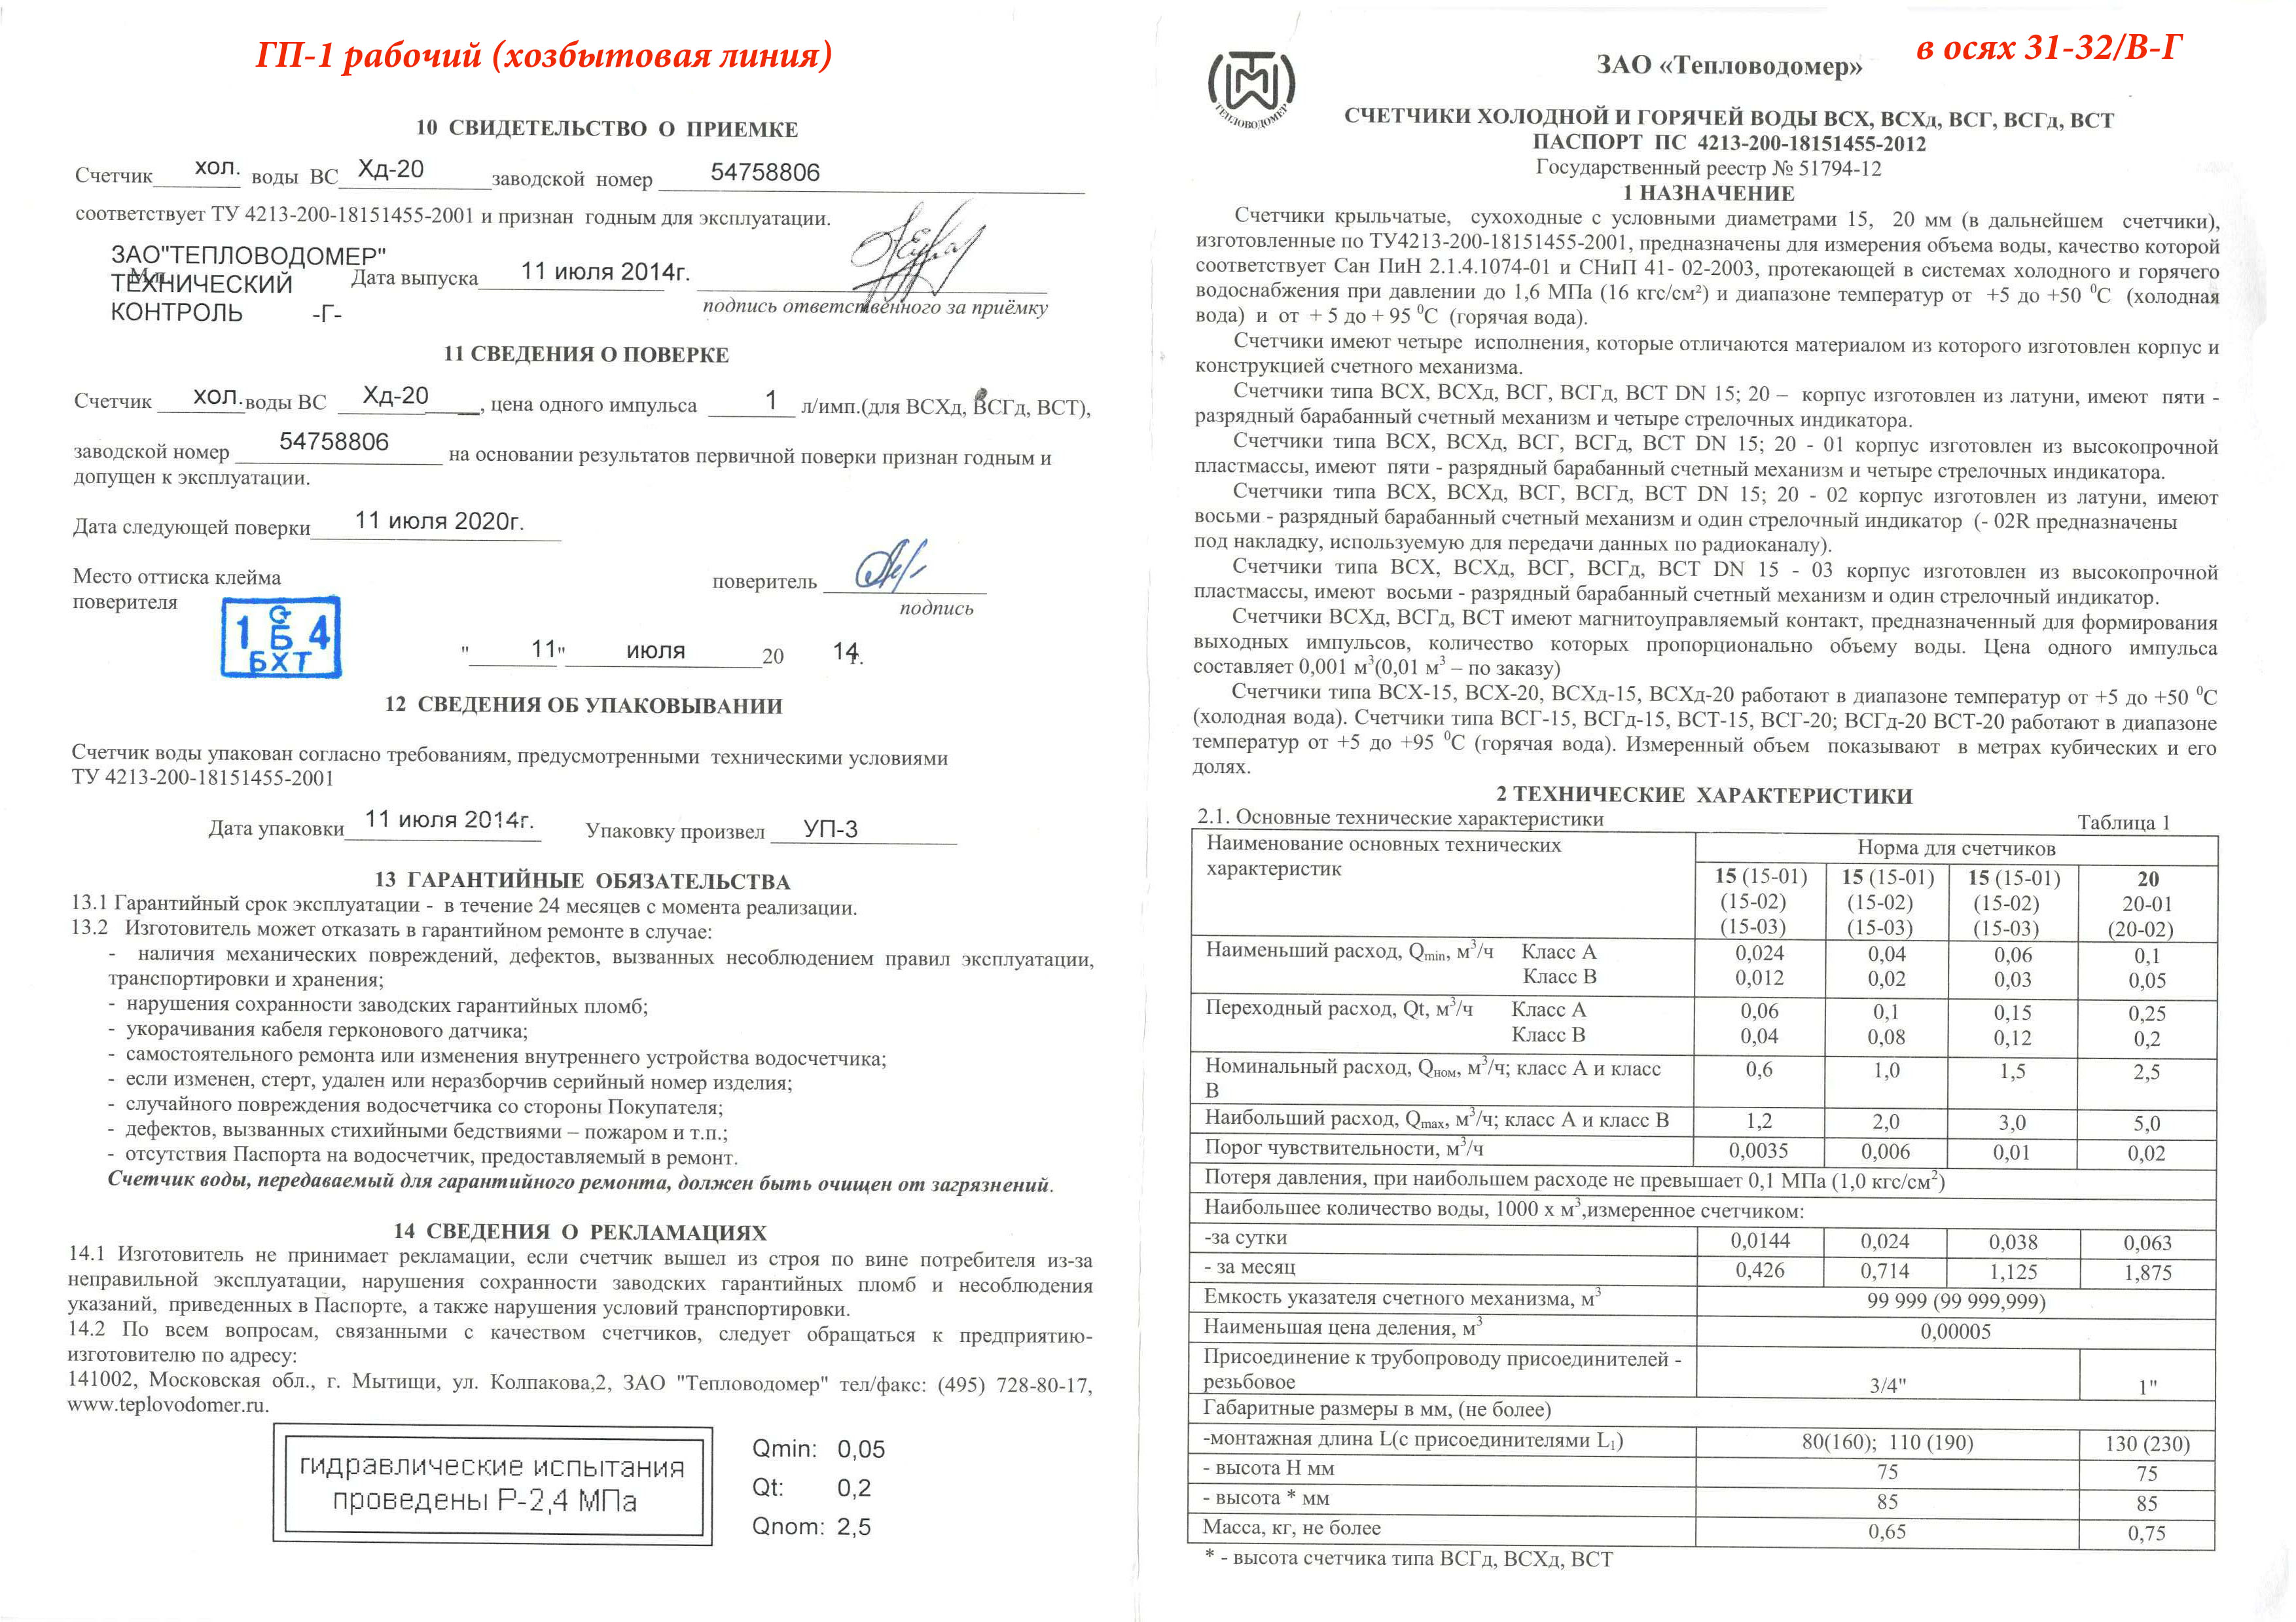 ГП-1 рабочий (хозбытовая линия)
10 СВИДЕТЕЛЬСТВО О ПРИЕМКЕ
Счетчик хол. воды ВС Хд-20 заводской номер 54758806
соответствует ТУ 4213-200-18151455-2001 и признан годным для эксплуатации.
ЗАО"ТЕПЛОВОДОМЕР"
М.п.
ТЕХНИЧЕСКИЙ
КОНТРОЛЬ -Г-
Дата выпуска 11 июля 2014г.
подпись ответственного за приёмку
11 СВЕДЕНИЯ О ПОВЕРКЕ
Счетчик хол. воды ВС Хд-20, цена одного импульса 1 л/имп.(для ВСХд, ВСГд, ВСТ),
заводской номер 54758806 на основании результатов первичной поверки признан годным и
допущен к эксплуатации.
Дата следующей поверки 11 июля 2020г.
Место оттиска клейма
поверителя
поверитель
подпись
1 Б 4
БХТ
" 11" июля 20 14г.
12 СВЕДЕНИЯ ОБ УПАКОВЫВАНИИ
Счетчик воды упакован согласно требованиям, предусмотренными техническими условиями
ТУ 4213-200-18151455-2001
Дата упаковки 11 июля 2014г. Упаковку произвел УП-3
13 ГАРАНТИЙНЫЕ ОБЯЗАТЕЛЬСТВА
13.1 Гарантийный срок эксплуатации - в течение 24 месяцев с момента реализации.
13.2 Изготовитель может отказать в гарантийном ремонте в случае:
- наличия механических повреждений, дефектов, вызванных несоблюдением правил эксплуатации,
транспортировки и хранения;
- нарушения сохранности заводских гарантийных пломб;
- укорачивания кабеля герконового датчика;
- самостоятельного ремонта или изменения внутреннего устройства водосчетчика;
- если изменен, стерт, удален или неразборчив серийный номер изделия;
- случайного повреждения водосчетчика со стороны Покупателя;
- дефектов, вызванных стихийными бедствиями – пожаром и т.п.;
- отсутствия Паспорта на водосчетчик, предоставляемый в ремонт.
Счетчик воды, передаваемый для гарантийного ремонта, должен быть очищен от загрязнений.
14 СВЕДЕНИЯ О РЕКЛАМАЦИЯХ
14.1 Изготовитель не принимает рекламации, если счетчик вышел из строя по вине потребителя из-за
неправильной эксплуатации, нарушения сохранности заводских гарантийных пломб и несоблюдения
указаний, приведенных в Паспорте, а также нарушения условий транспортировки.
14.2 По всем вопросам, связанными с качеством счетчиков, следует обращаться к предприятию-
изготовителю по адресу:
141002, Московская обл., г. Мытищи, ул. Колпакова,2, ЗАО "Тепловодомер" тел/факс: (495) 728-80-17,
www.teplovodomer.ru.
гидравлические испытания
проведены Р-2,4 МПа
Qmin: 0,05
Qt: 0,2
Qnom: 2,5
в осях 31-32/В-Г
ТЕПЛОВОДОМЕР
ЗАО «Тепловодомер»
СЧЕТЧИКИ ХОЛОДНОЙ И ГОРЯЧЕЙ ВОДЫ ВСХ, ВСХд, ВСГ, ВСГд, ВСТ
ПАСПОРТ ПС 4213-200-18151455-2012
Государственный реестр № 51794-12
1 НАЗНАЧЕНИЕ
Счетчики крыльчатые, сухоходные с условными диаметрами 15, 20 мм (в дальнейшем счетчики),
изготовленные по ТУ4213-200-18151455-2001, предназначены для измерения объема воды, качество которой
соответствует Сан ПиН 2.1.4.1074-01 и СНиП 41- 02-2003, протекающей в системах холодного и горячего
водоснабжения при давлении до 1,6 МПа (16 кгс/см²) и диапазоне температур от +5 до +50 ⁰С (холодная
вода) и от + 5 до + 95 ⁰С (горячая вода).
Счетчики имеют четыре исполнения, которые отличаются материалом из которого изготовлен корпус и
конструкцией счетного механизма.
Счетчики типа ВСХ, ВСХд, ВСГ, ВСГд, ВСТ DN 15; 20 – корпус изготовлен из латуни, имеют пяти -
разрядный барабанный счетный механизм и четыре стрелочных индикатора.
Счетчики типа ВСХ, ВСХд, ВСГ, ВСГд, ВСТ DN 15; 20 - 01 корпус изготовлен из высокопрочной
пластмассы, имеют пяти - разрядный барабанный счетный механизм и четыре стрелочных индикатора.
Счетчики типа ВСХ, ВСХд, ВСГ, ВСГд, ВСТ DN 15; 20 - 02 корпус изготовлен из латуни, имеют
восьми - разрядный барабанный счетный механизм и один стрелочный индикатор (- 02R предназначены
под накладку, используемую для передачи данных по радиоканалу).
Счетчики типа ВСХ, ВСХд, ВСГ, ВСГд, ВСТ DN 15 - 03 корпус изготовлен из высокопрочной
пластмассы, имеют восьми - разрядный барабанный счетный механизм и один стрелочный индикатор.
Счетчики ВСХд, ВСГд, ВСТ имеют магнитоуправляемый контакт, предназначенный для формирования
выходных импульсов, количество которых пропорционально объему воды. Цена одного импульса
составляет 0,001 м³(0,01 м³ – по заказу)
Счетчики типа ВСХ-15, ВСХ-20, ВСХд-15, ВСХд-20 работают в диапазоне температур от +5 до +50 ⁰С
(холодная вода). Счетчики типа ВСГ-15, ВСГд-15, ВСТ-15, ВСГ-20; ВСГд-20 ВСТ-20 работают в диапазоне
температур от +5 до +95 ⁰С (горячая вода). Измеренный объем показывают в метрах кубических и его
долях.
2 ТЕХНИЧЕСКИЕ ХАРАКТЕРИСТИКИ
2.1. Основные технические характеристики Таблица 1
Наименование основных технических характеристик Норма для счетчиков
15 (15-01) 15 (15-01) 15 (15-01) 20
(15-02) (15-02) (15-02) 20-01
(15-03) (15-03) (15-03) (20-02)
Наименьший расход, Qmin, м³/ч Класс А 0,024 0,04 0,06 0,1
Класс В 0,012 0,02 0,03 0,05
Переходный расход, Qt, м³/ч Класс А 0,06 0,1 0,15 0,25
Класс В 0,04 0,08 0,12 0,2
Номинальный расход, Qном, м³/ч; класс А и класс 0,6 1,0 1,5 2,5
В
Наибольший расход, Qmax, м³/ч; класс А и класс В 1,2 2,0 3,0 5,0
Порог чувствительности, м³/ч 0,0035 0,006 0,01 0,02
Потеря давления, при наибольшем расходе не превышает 0,1 МПа (1,0 кгс/см²)
Наибольшее количество воды, 1000 х м³,измеренное счетчиком:
-за сутки 0,0144 0,024 0,038 0,063
- за месяц 0,426 0,714 1,125 1,875
Емкость указателя счетного механизма, м³ 99 999 (99 999,999)
Наименьшая цена деления, м³ 0,00005
Присоединение к трубопроводу присоединителей -
резьбовое 3/4" 1"
Габаритные размеры в мм, (не более)
-монтажная длина L(с присоединителями L₁) 80(160); 110 (190) 130 (230)
- высота Н мм 75 75
- высота * мм 85 85
Масса, кг, не более 0,65 0,75
* - высота счетчика типа ВСГд, ВСХд, ВСТ